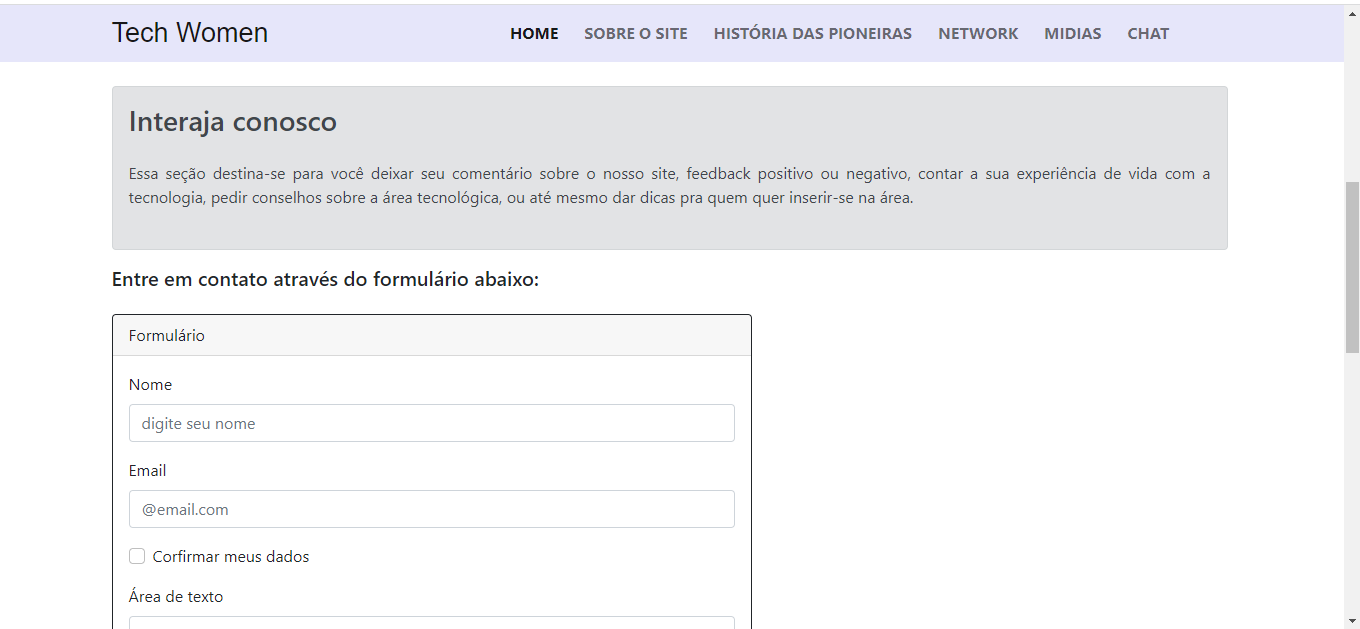 Tech Women
HOME SOBRE O SITE HISTÓRIA DAS PIONEIRAS NETWORK MIDIAS CHAT
Interaja conosco
Essa seção destina-se para você deixar seu comentário sobre o nosso site, feedback positivo ou negativo, contar a sua experiência de vida com a
tecnologia, pedir conselhos sobre a área tecnológica, ou até mesmo dar dicas pra quem quer inserir-se na área.
Entre em contato através do formulário abaixo:
Formulário
Nome
digite seu nome
Email
@email.com
Corfirmar meus dados
Área de texto